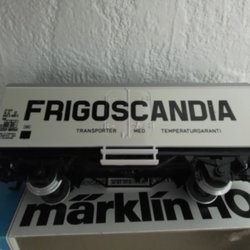 FRIGOSCANDIA
TRANSPORTER MED TEMPERATURGARANTI
märklin HO